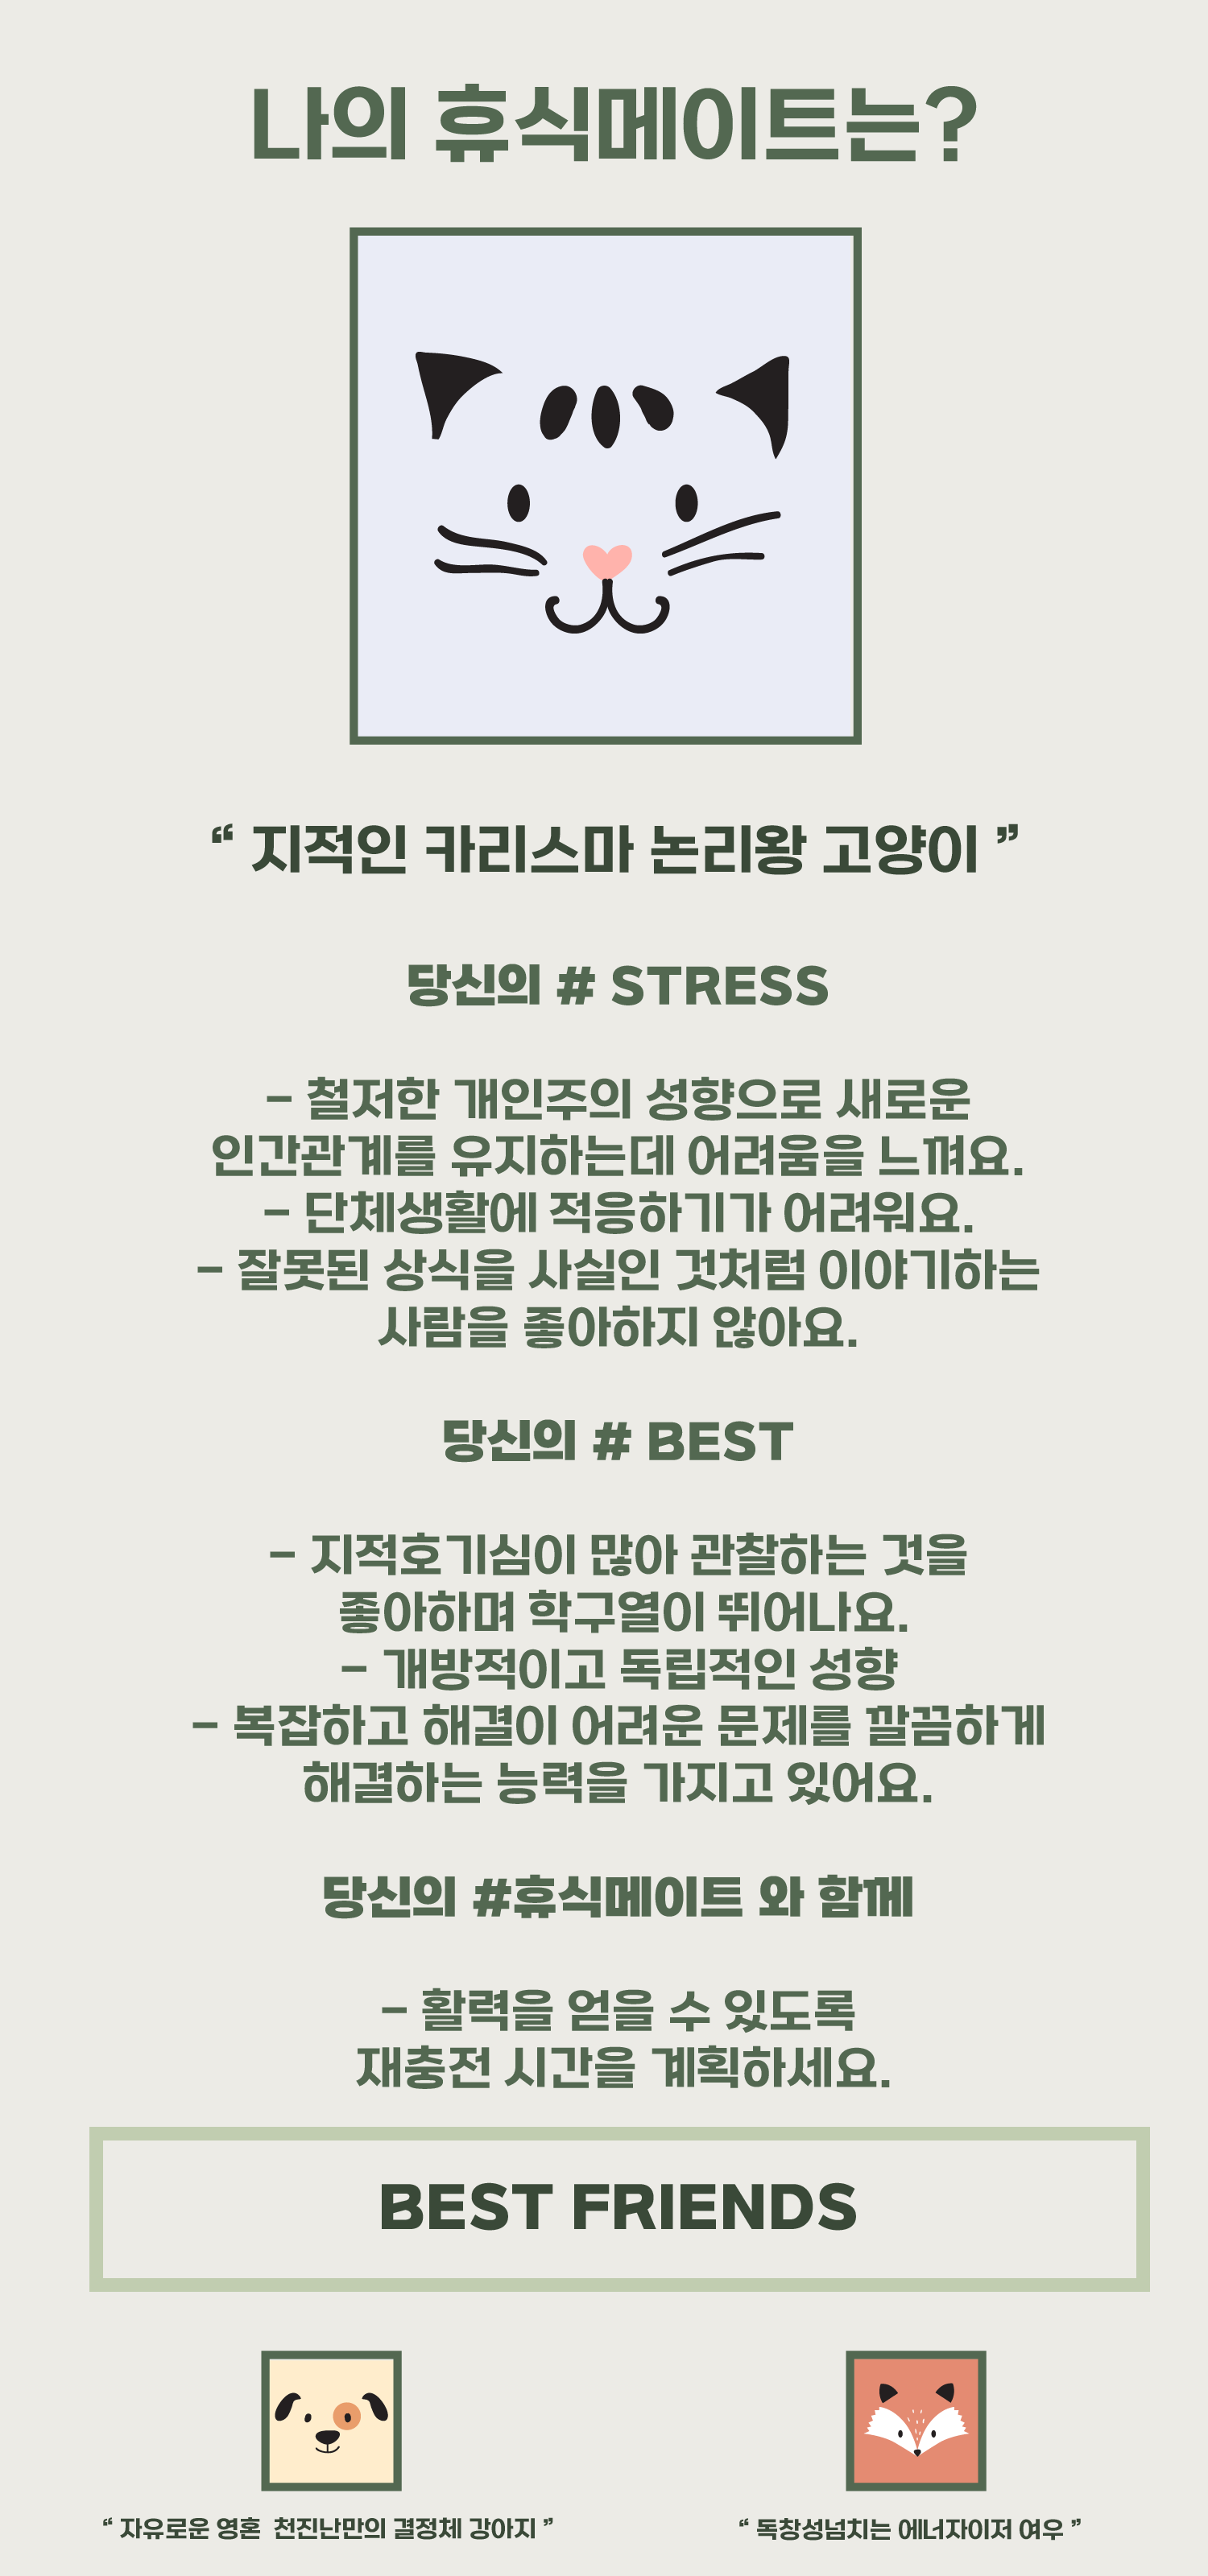 나의 휴식메이트는?
“ 지적인 카리스마 논리왕 고양이 ”
당신의 # STRESS
– 철저한 개인주의 성향으로 새로운
인간관계를 유지하는데 어려움을 느껴요.
– 단체생활에 적응하기가 어려워요.
– 잘못된 상식을 사실인 것처럼 이야기하는
사람을 좋아하지 않아요.
당신의 # BEST
– 지적호기심이 많아 관찰하는 것을
좋아하며 학구열이 뛰어나요.
– 개방적이고 독립적인 성향
– 복잡하고 해결이 어려운 문제를 깔끔하게
해결하는 능력을 가지고 있어요.
당신의 #휴식메이트 와 함께
– 활력을 얻을 수 있도록
재충전 시간을 계획하세요.
BEST FRIENDS
“ 자유로운 영혼 천진난만의 결정체 강아지 ”
“ 독창성넘치는 에너자이저 여우 ”